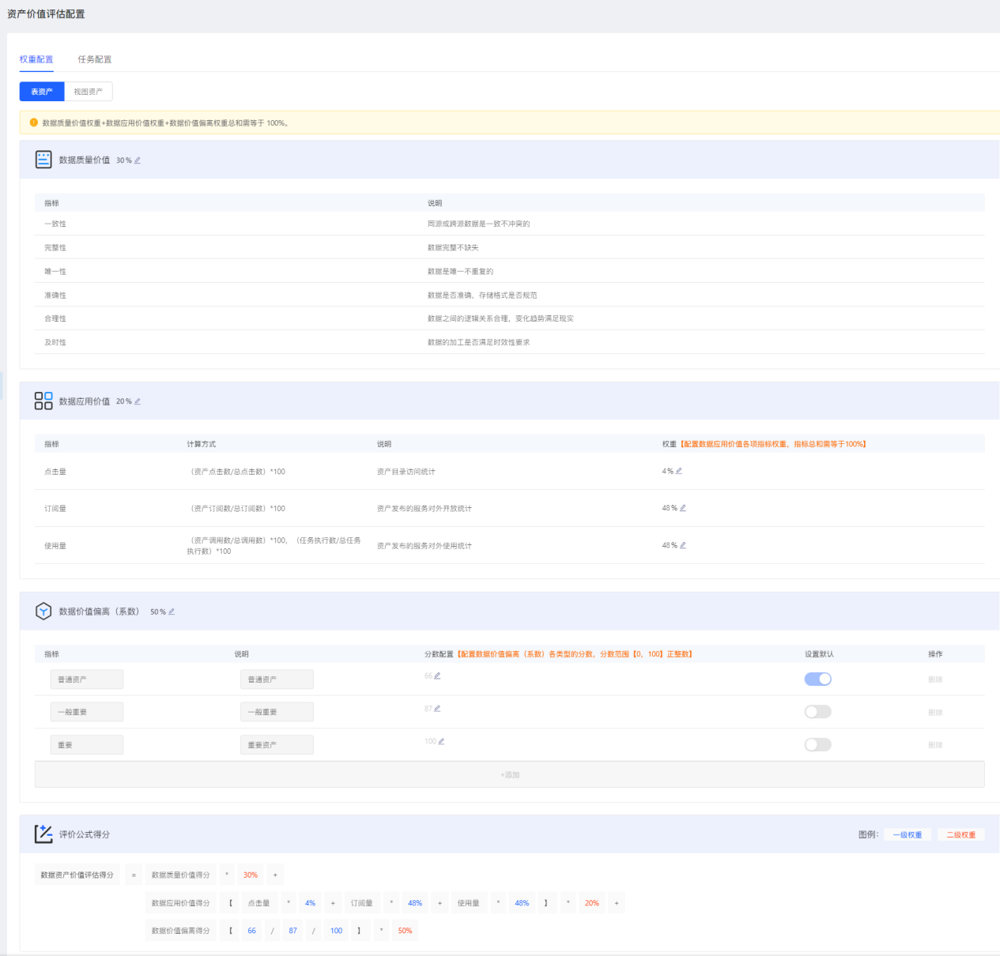 资产价值评估配置
权重配置 任务配置
表资产 视图资产
数据质量价值权重+数据应用价值权重+数据价值偏离权重总和需等于 100%。
数据质量价值 30 %
指标 说明
一致性 同源或跨源数据是一致不冲突的
完整性 数据完整不缺失
唯一性 数据是唯一不重复的
准确性 数据是否准确，存储格式是否规范
合理性 数据之间的逻辑关系合理，变化趋势满足现实
及时性 数据的加工是否满足时效性要求
数据应用价值 20 %
指标 计算方式 说明 权重【配置数据应用价值各项指标权重，指标总和需等于100%】
点击量 （资产点击数/总点击数）*100 资产目录访问统计 4 %
订阅量 （资产订阅数/总订阅数）*100 资产发布的服务对外开放统计 48 %
使用量 （资产调用数/总调用数）*100，（任务执行数/总任务执行数）*100 资产发布的服务对外使用统计 48 %
数据价值偏离（系数） 50 %
指标 说明 分数配置【配置数据价值偏离（系数）各类型的分数，分数范围【0，100】正整数】 设置默认 操作
普通资产 普通资产 66 删除
一般重要 一般重要 87 删除
重要 重要资产 100 删除
+添加
评价公式得分 图例： 一级权重 二级权重
数据资产价值评估得分 = 数据质量价值得分 * 30% +
数据应用价值得分 【 点击量 * 4% + 订阅量 * 48% + 使用量 * 48% 】 * 20% +
数据价值偏离得分 【 66 / 87 / 100 】 * 50%